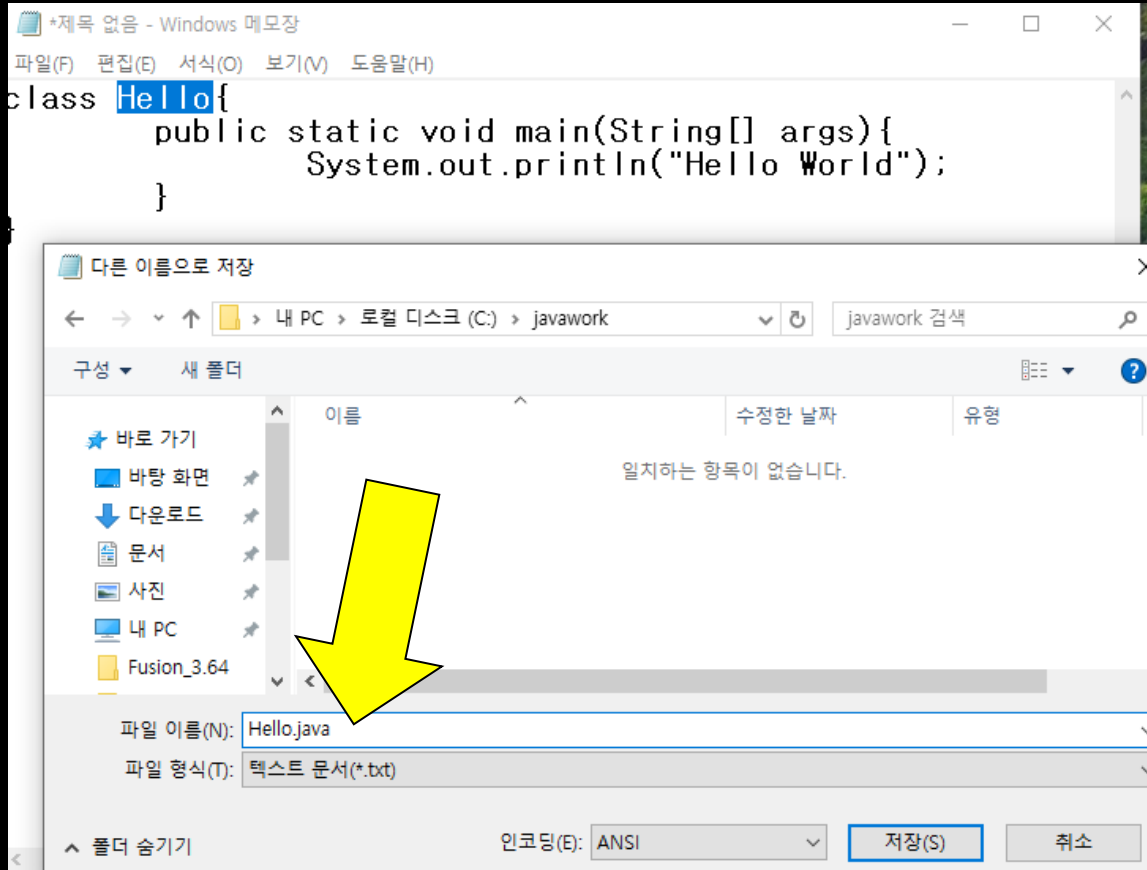 *제목 없음 - Windows 메모장
파일(F) 편집(E) 서식(O) 보기(V) 도움말(H)
class Hello{
public static void main(String[] args){
System.out.println("Hello World");
}
}
다른 이름으로 저장
내 PC › 로컬 디스크 (C:) › javawork
javawork 검색
구성 새 폴더
이름 수정한 날짜 유형
일치하는 항목이 없습니다.
바로 가기
바탕 화면
다운로드
문서
사진
내 PC
Fusion_3.64
파일 이름(N): Hello.java
파일 형식(T): 텍스트 문서(*.txt)
폴더 숨기기 인코딩(E): ANSI 저장(S) 취소